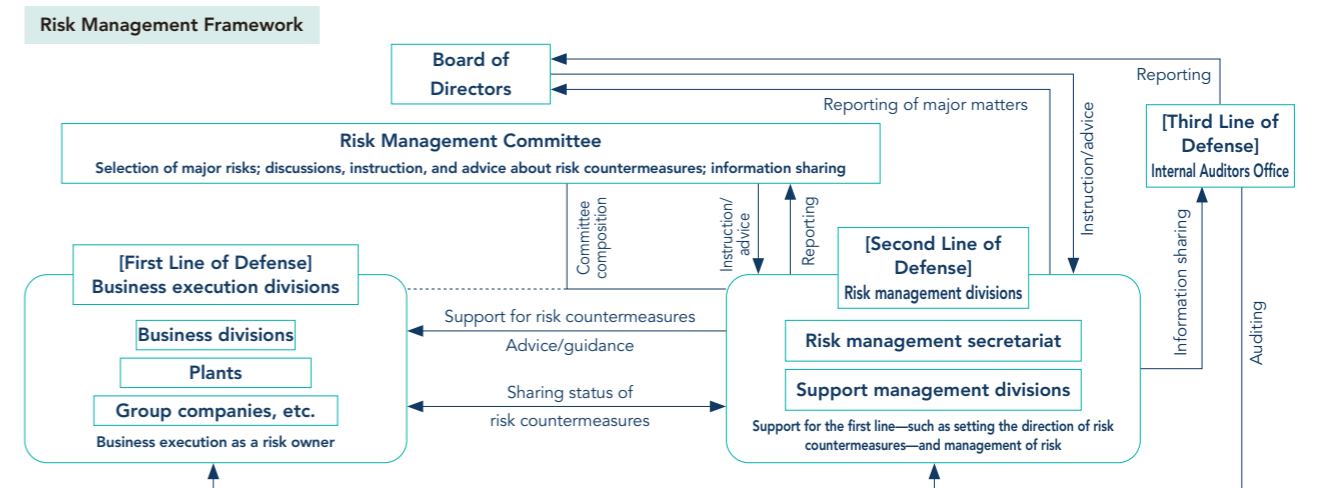 Risk Management Framework
Board of
Directors
Reporting
Reporting of major matters
Instruction/advice
[Third Line of
Defense]
Internal Auditors Office
Risk Management Committee
Selection of major risks; discussions, instruction, and advice about risk countermeasures; information sharing
Committee
composition
Instruction/
advice
Reporting
Information sharing
Auditing
[First Line of Defense]
Business execution divisions
Business divisions
Plants
Group companies, etc.
Business execution as a risk owner
Support for risk countermeasures
Advice/guidance
Sharing status of
risk countermeasures
[Second Line of
Defense]
Risk management divisions
Risk management secretariat
Support management divisions
Support for the first line—such as setting the direction of risk
countermeasures—and management of risk